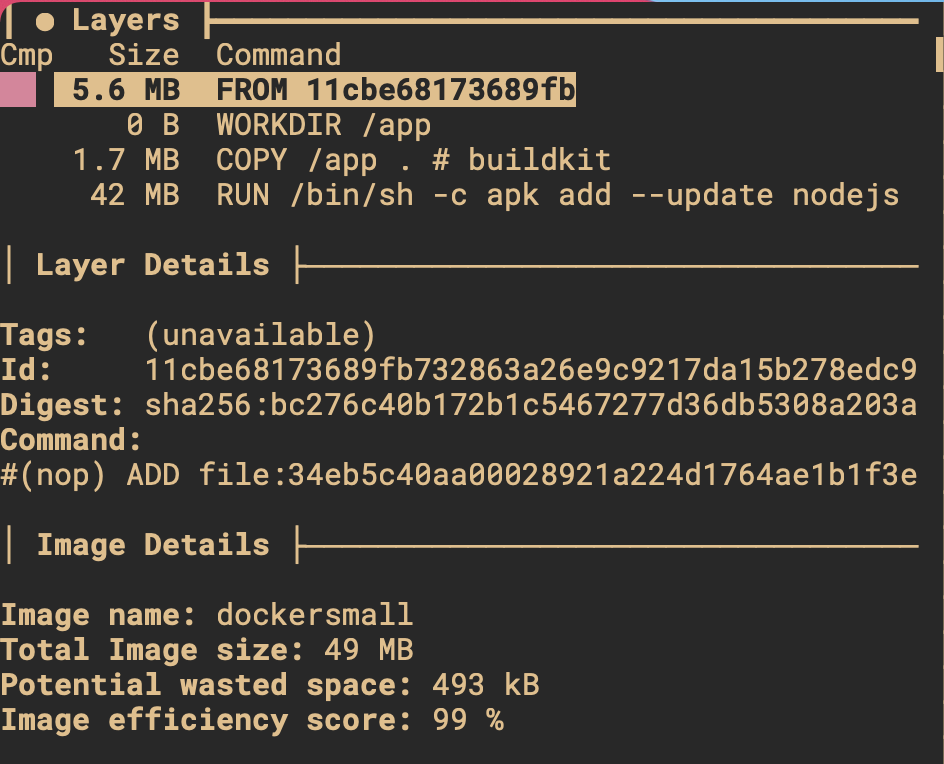 ● Layers
Cmp Size Command
5.6 MB FROM 11cbe68173689fb
0 B WORKDIR /app
1.7 MB COPY /app . # buildkit
42 MB RUN /bin/sh -c apk add --update nodejs
Layer Details
Tags: (unavailable)
Id: 11cbe68173689fb732863a26e9c9217da15b278edc9
Digest: sha256:bc276c40b172b1c5467277d36db5308a203a
Command:
#(nop) ADD file:34eb5c40aa00028921a224d1764ae1b1f3e
Image Details
Image name: dockersmall
Total Image size: 49 MB
Potential wasted space: 493 kB
Image efficiency score: 99 %